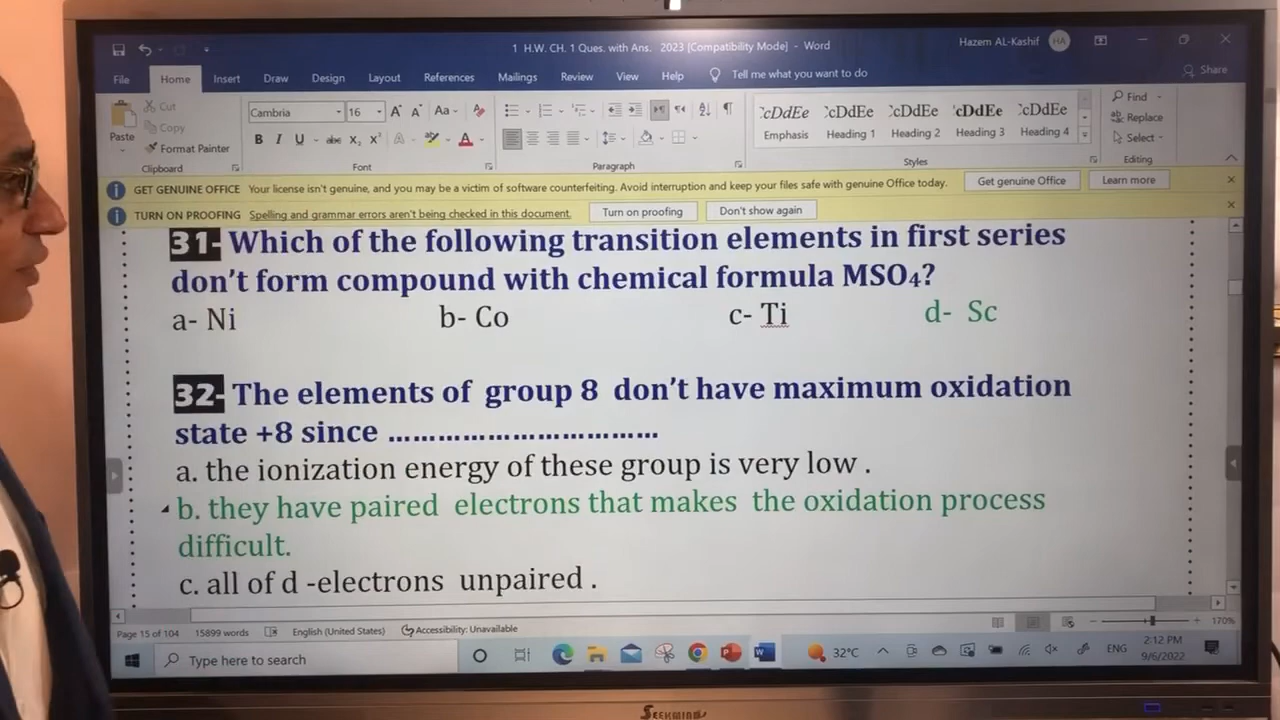 1 H.W. CH. 1 Ques. with Ans. 2023 [Compatibility Mode] - Word
Hazem AL-Kashif HA
File Home Insert Draw Design Layout References Mailings Review View Help Tell me what you want to do Share
Paste Cut Copy Format Painter
Cambria 16
Clipboard Font Paragraph Styles Editing
Emphasis Heading 1 Heading 2 Heading 3 Heading 4
Find Replace Select
GET GENUINE OFFICE Your license isn't genuine, and you may be a victim of software counterfeiting. Avoid interruption and keep your files safe with genuine Office today. Get genuine Office Learn more
TURN ON PROOFING Spelling and grammar errors aren't being checked in this document. Turn on proofing Don't show again
31- Which of the following transition elements in first series
don't form compound with chemical formula MSO4?
a- Ni b- Co c- Ti d- Sc
32- The elements of group 8 don't have maximum oxidation
state +8 since ................................
a. the ionization energy of these group is very low .
b. they have paired electrons that makes the oxidation process
difficult.
c. all of d -electrons unpaired .
Page 15 of 104 15899 words English (United States) Accessibility: Unavailable 170%
Type here to search 32°C ENG 2:12 PM
9/6/2022
SEEKMIND